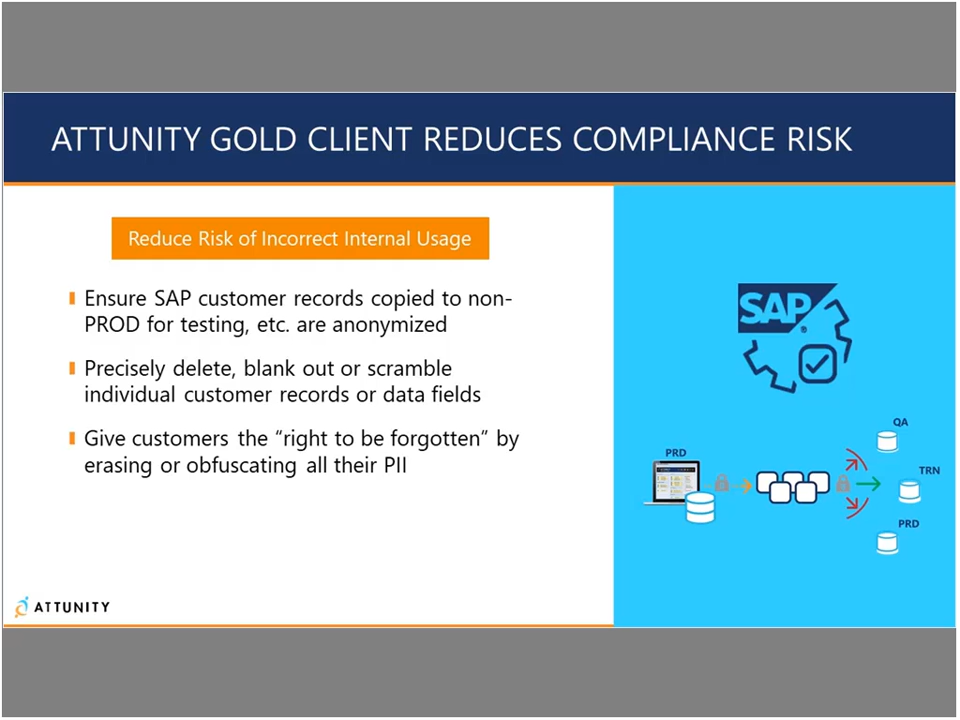 ATTUNITY GOLD CLIENT REDUCES COMPLIANCE RISK
Reduce Risk of Incorrect Internal Usage
Ensure SAP customer records copied to non-
PROD for testing, etc. are anonymized
Precisely delete, blank out or scramble
individual customer records or data fields
Give customers the “right to be forgotten” by
erasing or obfuscating all their PII
SAP®
QA
PRD
TRN
PRD
ATTUNITY